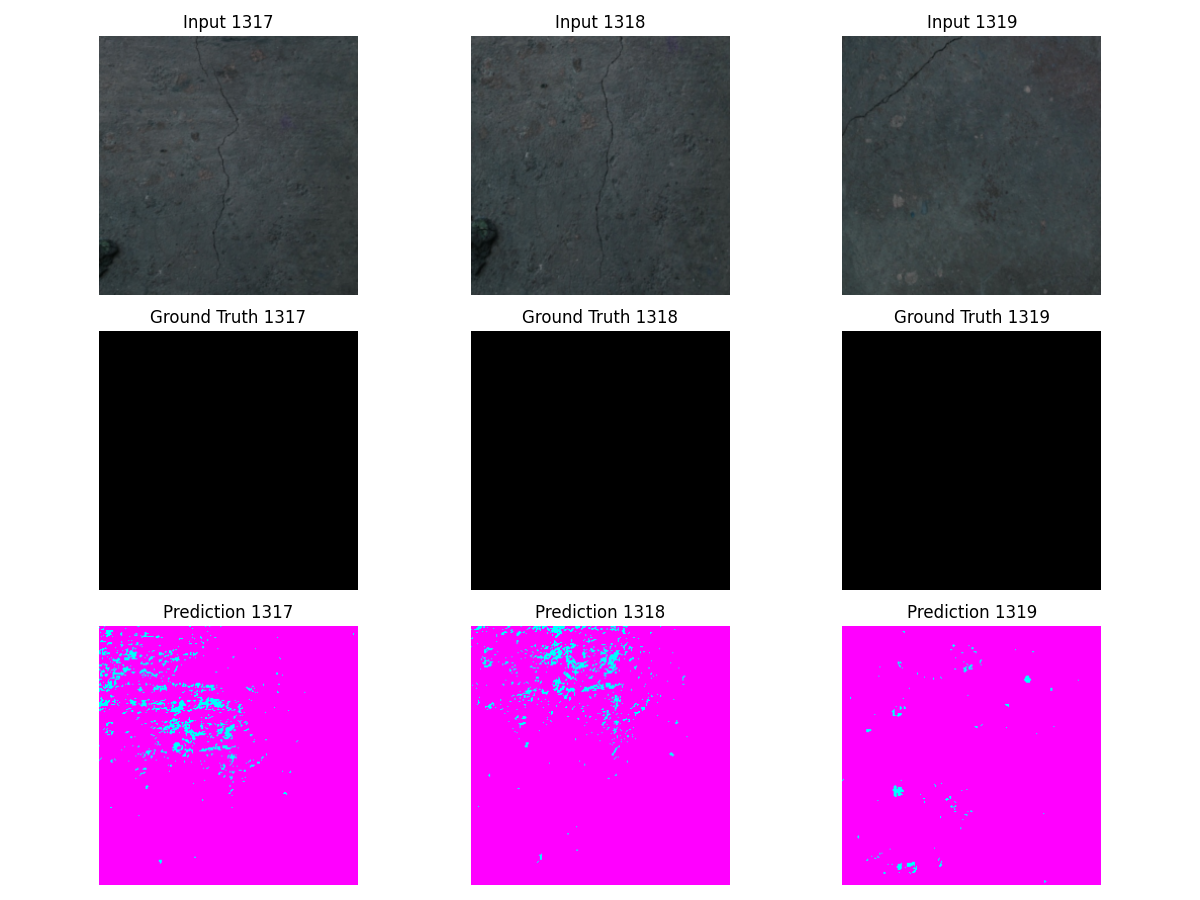 Input 1317
Input 1318
Input 1319
Ground Truth 1317
Ground Truth 1318
Ground Truth 1319
Prediction 1317
Prediction 1318
Prediction 1319